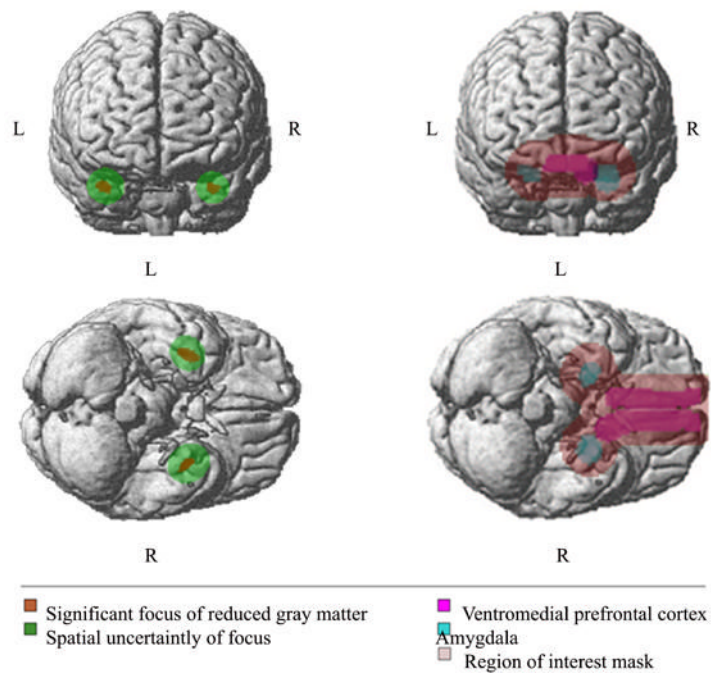 L
R
L
R
L
L
R
R
Significant focus of reduced gray matter
Spatial uncertaintly of focus
Ventromedial prefrontal cortex
Amygdala
Region of interest mask